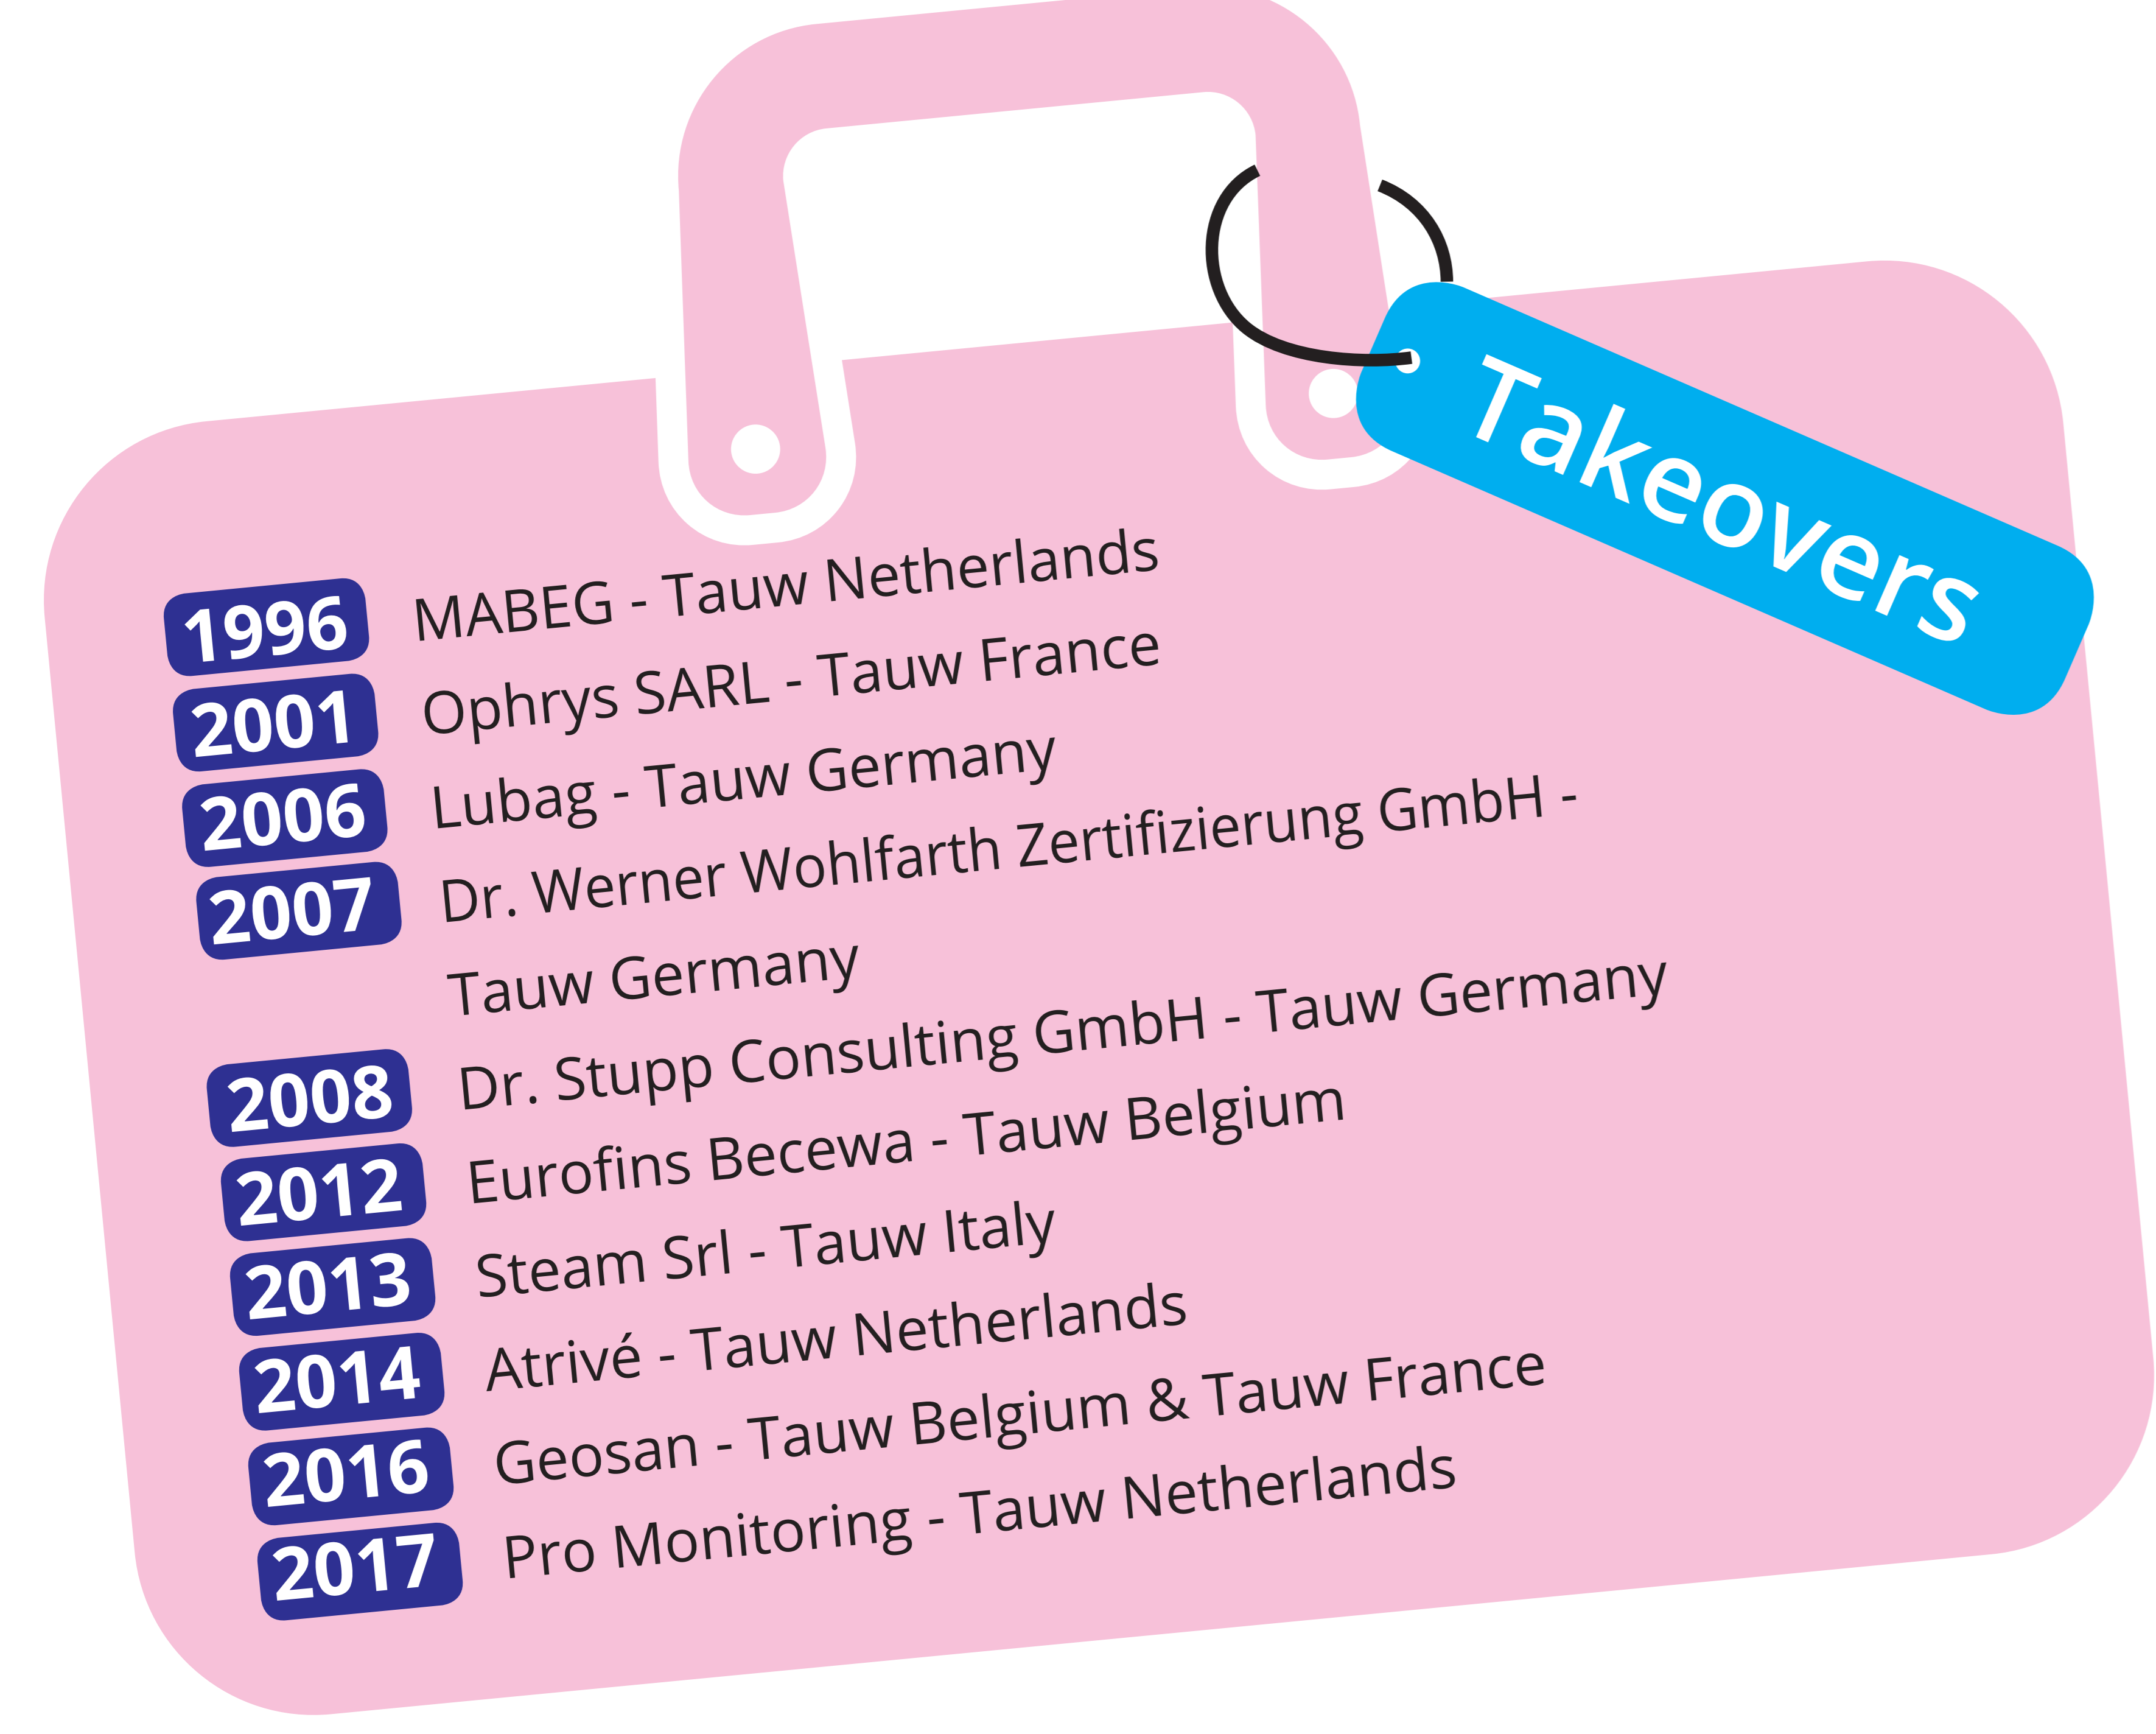 Takeovers
1996 MABEG - Tauw Netherlands
2001 Ophrys SARL - Tauw France
2006 Lubag - Tauw Germany
2007 Dr. Werner Wohlfarth Zertifizierung GmbH -
Tauw Germany
2008 Dr. Stupp Consulting GmbH - Tauw Germany
2012 Eurofins Becewa - Tauw Belgium
2013 Steam Srl - Tauw Italy
2014 Atrivé - Tauw Netherlands
2016 Geosan - Tauw Belgium & Tauw France
2017 Pro Monitoring - Tauw Netherlands